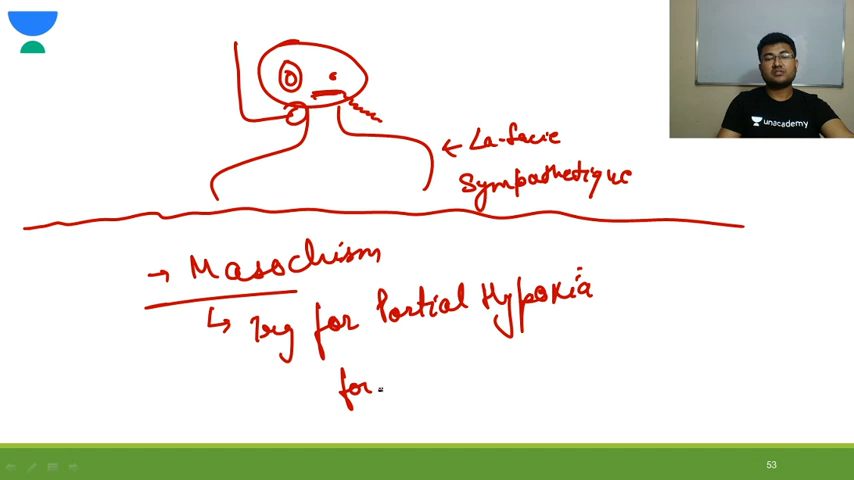 unacademy
← La-facie
Sympathetique
→ Masochism
↳ Try for Partial Hypoxia
for
53